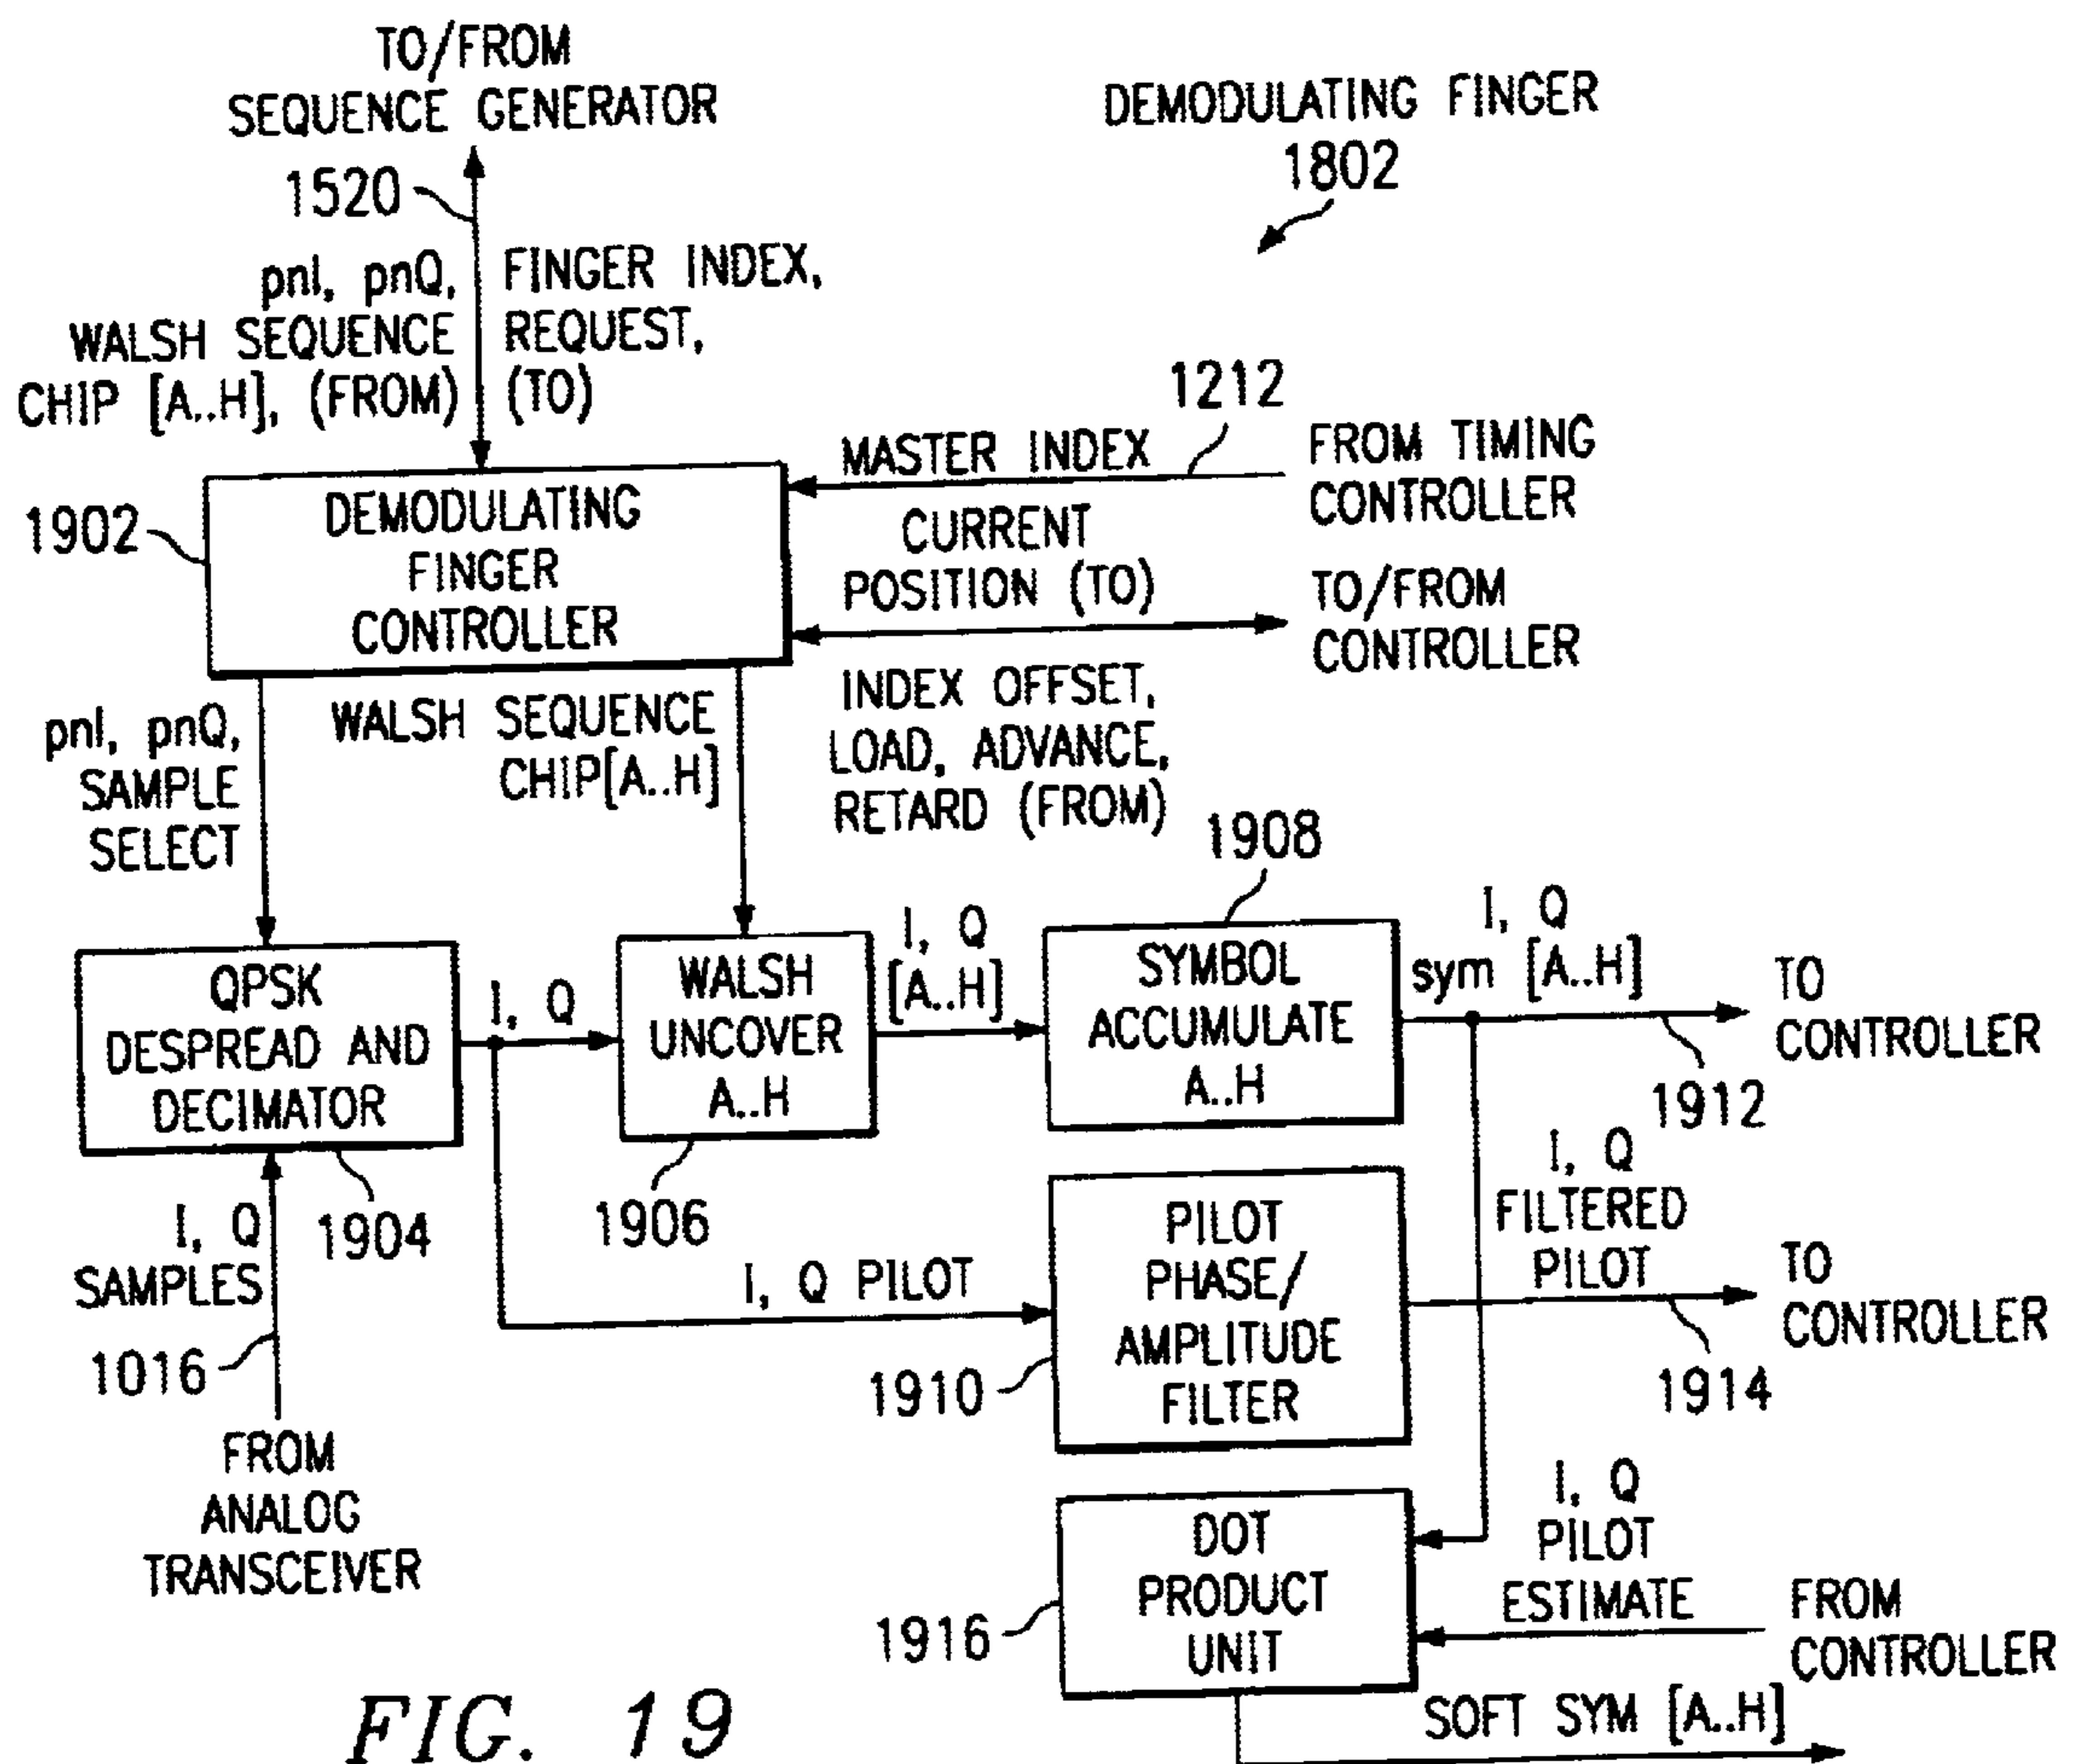 TO/FROM
SEQUENCE GENERATOR
1520
DEMODULATING FINGER
1802
pnI, pnQ,
WALSH SEQUENCE
CHIP [A..H], (FROM)
FINGER INDEX,
REQUEST,
(TO)
1212
MASTER INDEX
FROM TIMING
CONTROLLER
1902
DEMODULATING
FINGER
CONTROLLER
CURRENT
POSITION (TO)
TO/FROM
CONTROLLER
INDEX OFFSET,
LOAD, ADVANCE,
RETARD (FROM)
pnI, pnQ,
SAMPLE
SELECT
WALSH SEQUENCE
CHIP[A..H]
1908
QPSK
DESPREAD AND
DECIMATOR
I, Q
WALSH
UNCOVER
A..H
I, Q
[A..H]
SYMBOL
ACCUMULATE
A..H
I, Q
sym [A..H]
TO
CONTROLLER
1912
I, Q
SAMPLES
1904
1906
1016
FROM
ANALOG
TRANSCEIVER
I, Q PILOT
PILOT
PHASE/
AMPLITUDE
FILTER
1910
I, Q
FILTERED
PILOT
TO
CONTROLLER
1914
DOT
PRODUCT
UNIT
1916
I, Q
PILOT
ESTIMATE
FROM
CONTROLLER
SOFT SYM [A..H]
FIG. 19